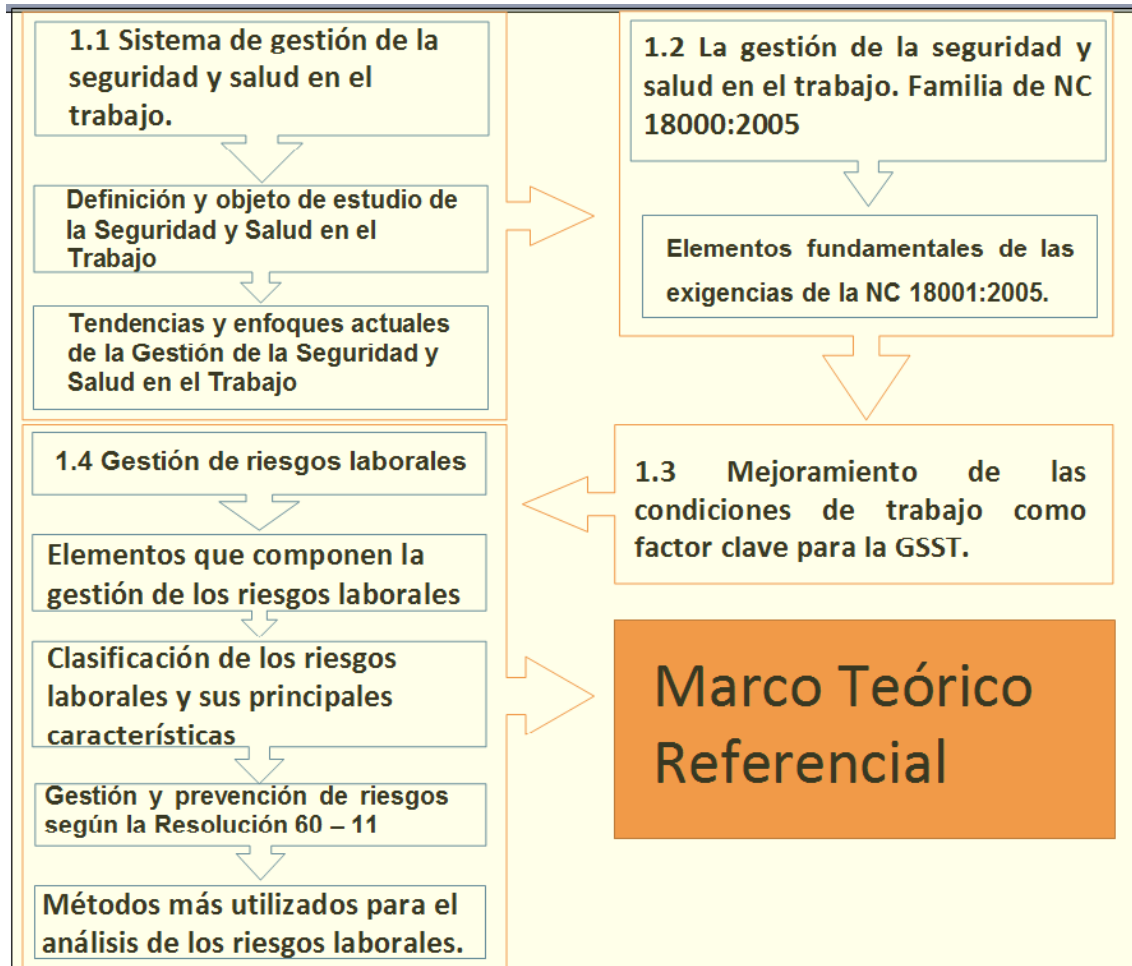 1.1 Sistema de gestión de la
seguridad y salud en el
trabajo.
Definición y objeto de estudio de
la Seguridad y Salud en el
Trabajo
Tendencias y enfoques actuales
de la Gestión de la Seguridad y
Salud en el Trabajo
1.2 La gestión de la seguridad y
salud en el trabajo. Familia de NC
18000:2005
Elementos fundamentales de las
exigencias de la NC 18001:2005.
1.3 Mejoramiento de las
condiciones de trabajo como
factor clave para la GSST.
1.4 Gestión de riesgos laborales
Elementos que componen la
gestión de los riesgos laborales
Clasificación de los riesgos
laborales y sus principales
características
Gestión y prevención de riesgos
según la Resolución 60 – 11
Métodos más utilizados para el
análisis de los riesgos laborales.
Marco Teórico
Referencial